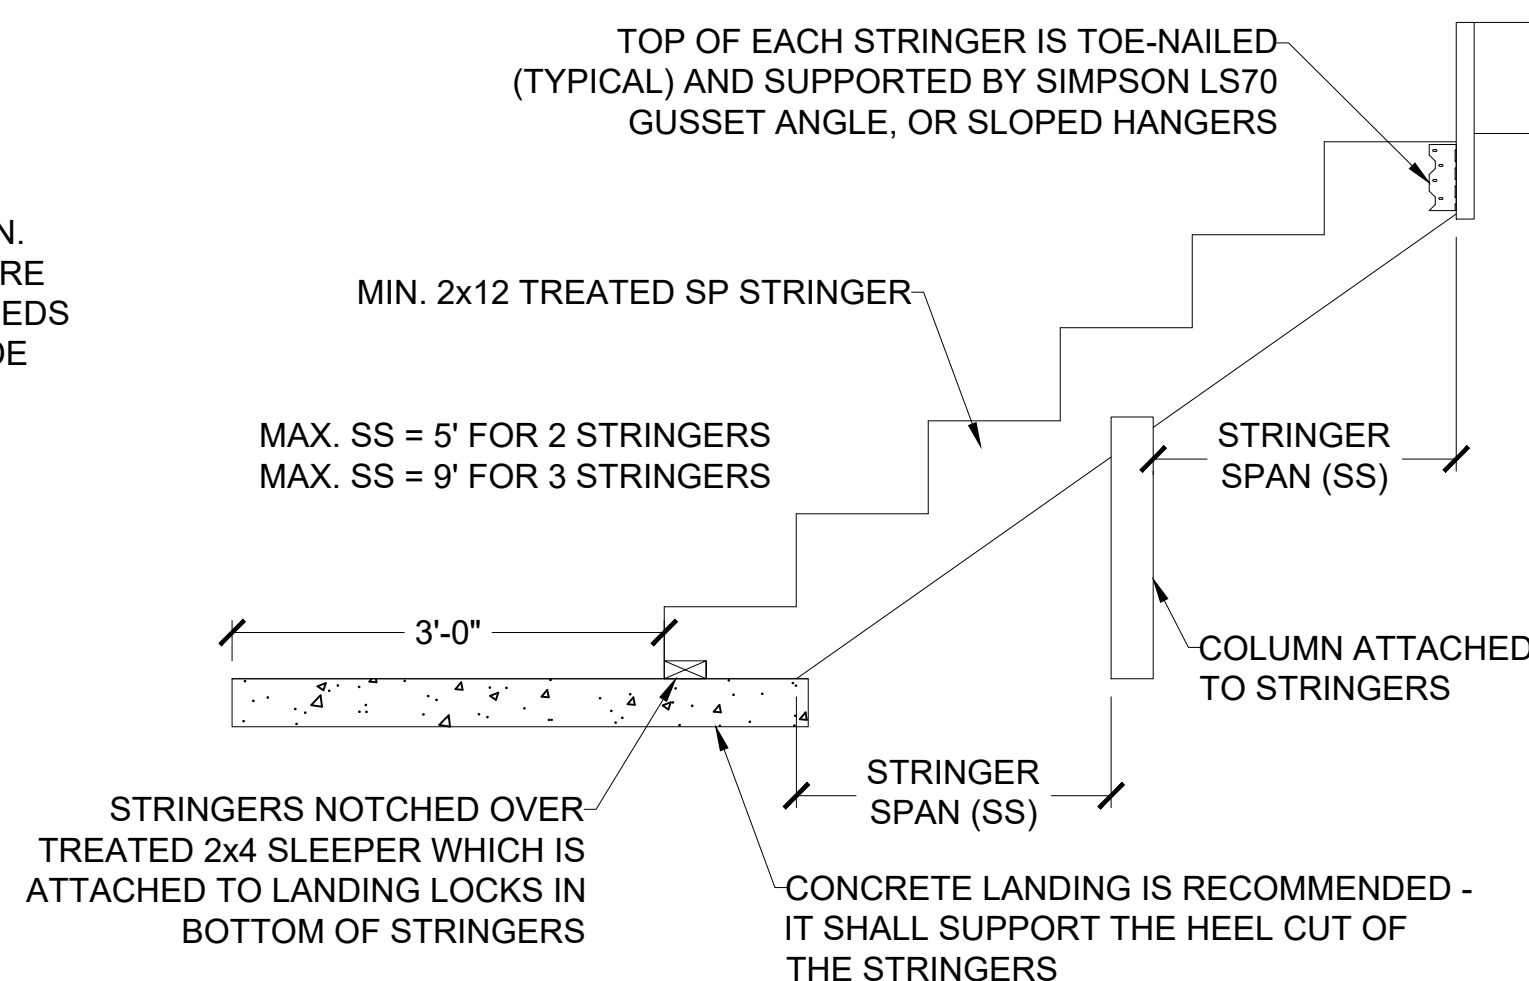 TOP OF EACH STRINGER IS TOE-NAILED
(TYPICAL) AND SUPPORTED BY SIMPSON LS70
GUSSET ANGLE, OR SLOPED HANGERS
MIN. 2x12 TREATED SP STRINGER
MAX. SS = 5' FOR 2 STRINGERS
MAX. SS = 9' FOR 3 STRINGERS
STRINGER
SPAN (SS)
3'-0"
COLUMN ATTACHED
TO STRINGERS
STRINGER
SPAN (SS)
STRINGERS NOTCHED OVER
TREATED 2x4 SLEEPER WHICH IS
ATTACHED TO LANDING LOCKS IN
BOTTOM OF STRINGERS
CONCRETE LANDING IS RECOMMENDED -
IT SHALL SUPPORT THE HEEL CUT OF
THE STRINGERS